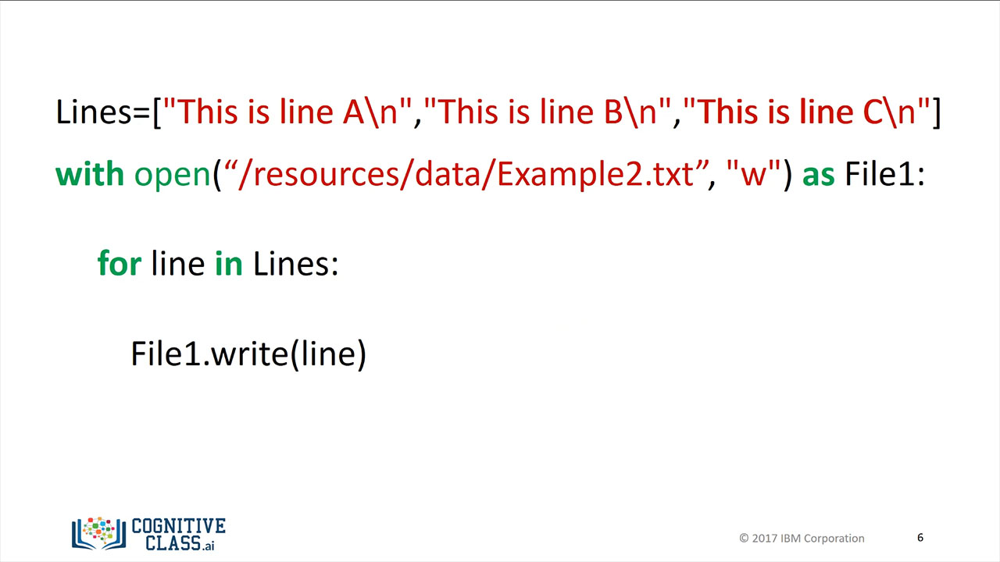 Lines=["This is line A\n","This is line B\n","This is line C\n"]
with open(“/resources/data/Example2.txt”, "w") as File1:
for line in Lines:
File1.write(line)
COGNITIVE
CLASS.ai
© 2017 IBM Corporation
6